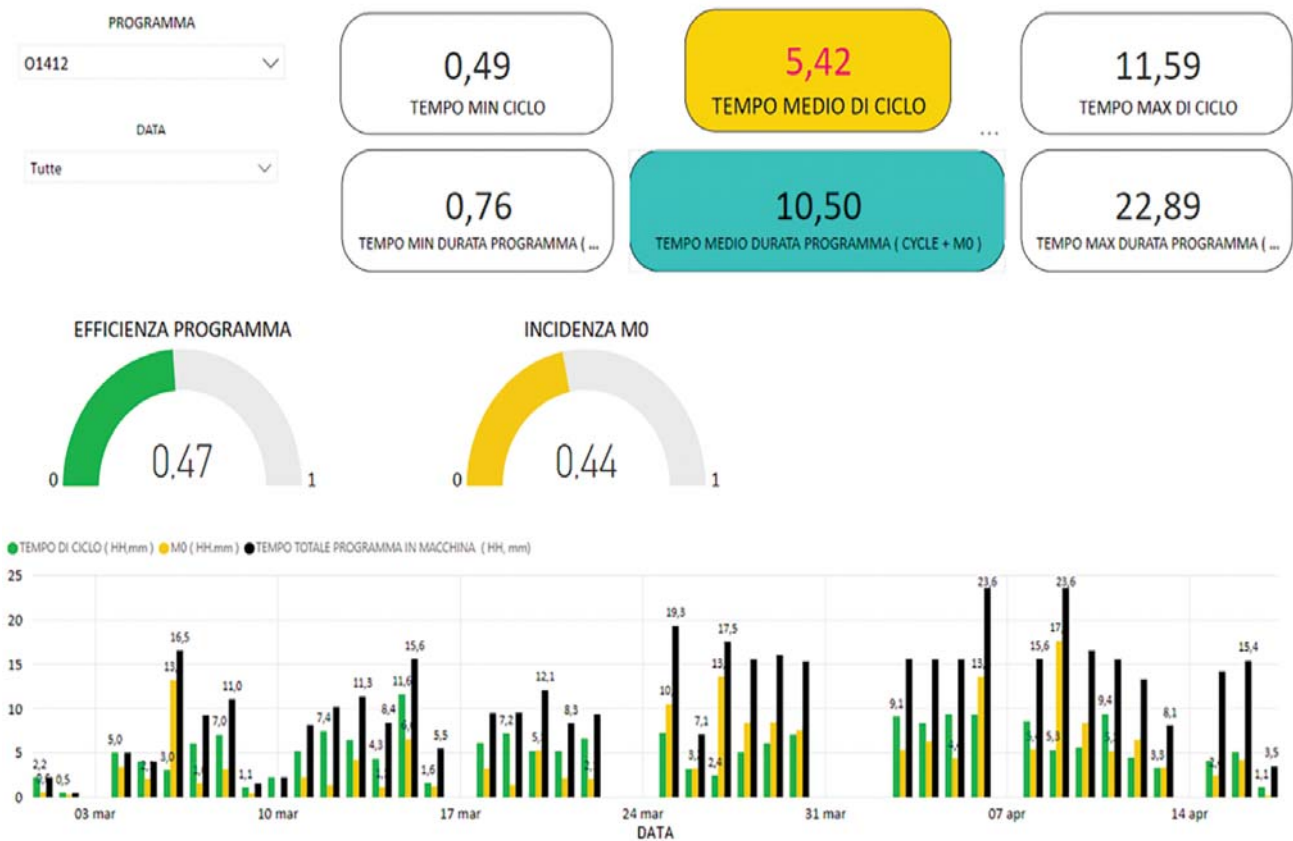 PROGRAMMA
O1412
DATA
Tutte
0,49
TEMPO MIN CICLO
5,42
TEMPO MEDIO DI CICLO
11,59
TEMPO MAX DI CICLO
...
0,76
TEMPO MIN DURATA PROGRAMMA ( ...
10,50
TEMPO MEDIO DURATA PROGRAMMA ( CYCLE + M0 )
22,89
TEMPO MAX DURATA PROGRAMMA ( ...
EFFICIENZA PROGRAMMA
0,47
0
1
INCIDENZA M0
0,44
0
1
TEMPO DI CICLO ( HH,mm ) M0 ( HH.mm ) TEMPO TOTALE PROGRAMMA IN MACCHINA ( HH, mm)
25
20
15
10
5
0
2,2
0,5
5,0
3,0
13,
16,5
7,0
11,0
1,1
7,4
11,3
4,3
8,4
11,6
15,6
1,6
5,5
7,2
12,1
8,3
10,
19,3
7,1
2,4
13,
17,5
9,1
13,
23,6
15,6
5,3
17,
23,6
9,4
3,3
8,1
15,4
1,1
3,5
03 mar
10 mar
17 mar
24 mar
31 mar
07 apr
14 apr
DATA